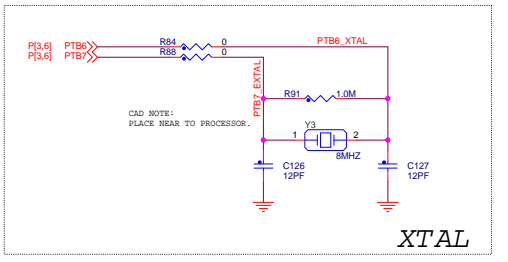 P[3,6] PTB6 R84 0 PTB6_XTAL
P[3,6] PTB7 R88 0
PTB7_EXTAL
R91 1.0M
CAD NOTE:
PLACE NEAR TO PROCESSOR.
Y3
1 2
8MHZ
C126 C127
12PF 12PF
XTAL